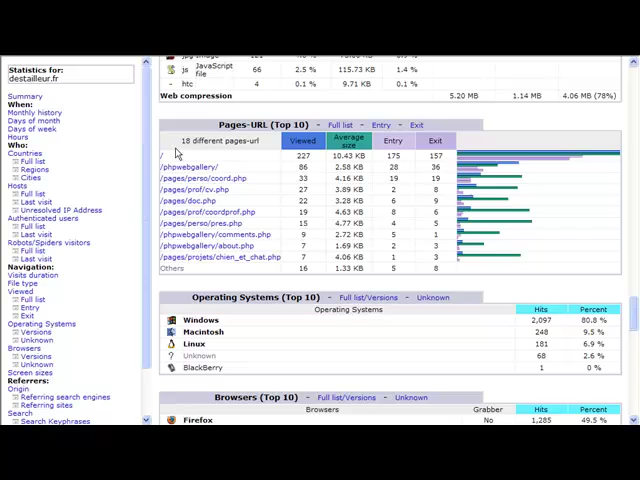 Statistics for:
destailleur.fr
Summary
When:
Monthly history
Days of month
Days of week
Hours
Who:
Countries
Full list
Regions
Cities
Hosts
Full list
Last visit
Unresolved IP Address
Authenticated users
Full list
Last visit
Robots/Spiders visitors
Full list
Last visit
Navigation:
Visits duration
File type
Viewed
Full list
Entry
Exit
Operating Systems
Versions
Unknown
Browsers
Versions
Unknown
Screen sizes
Referrers:
Origin
Referring search engines
Referring sites
Search
Search Keyphrases
js JavaScript file 66 2.5 % 115.73 KB 1.4 %
- htc 4 0.1 % 9.71 KB 0.1 %
Web compression 5.20 MB 1.14 MB 4.06 MB (78%)
Pages-URL (Top 10) - Full list - Entry - Exit
18 different pages-url Viewed Average size Entry Exit
/ 227 10.43 KB 175 157
/phpwebgallery/ 86 2.58 KB 28 36
/pages/perso/coord.php 33 4.16 KB 19 19
/pages/prof/cv.php 27 3.89 KB 2 8
/pages/doc.php 22 3.28 KB 6 9
/pages/prof/coordprof.php 19 4.63 KB 8 6
/pages/perso/pres.php 15 4.77 KB 5 4
/phpwebgallery/comments.php 9 2.72 KB 5 1
/phpwebgallery/about.php 7 1.69 KB 2 3
/pages/projets/chien_et_chat.php 7 4.06 KB 1 3
Others 16 1.33 KB 5 8
Operating Systems (Top 10) - Full list/Versions - Unknown
Operating Systems Hits Percent
Windows 2,097 80.8 %
Macintosh 248 9.5 %
Linux 181 6.9 %
Unknown 68 2.6 %
BlackBerry 1 0 %
Browsers (Top 10) - Full list/Versions - Unknown
Browsers Grabber Hits Percent
Firefox No 1,285 49.5 %